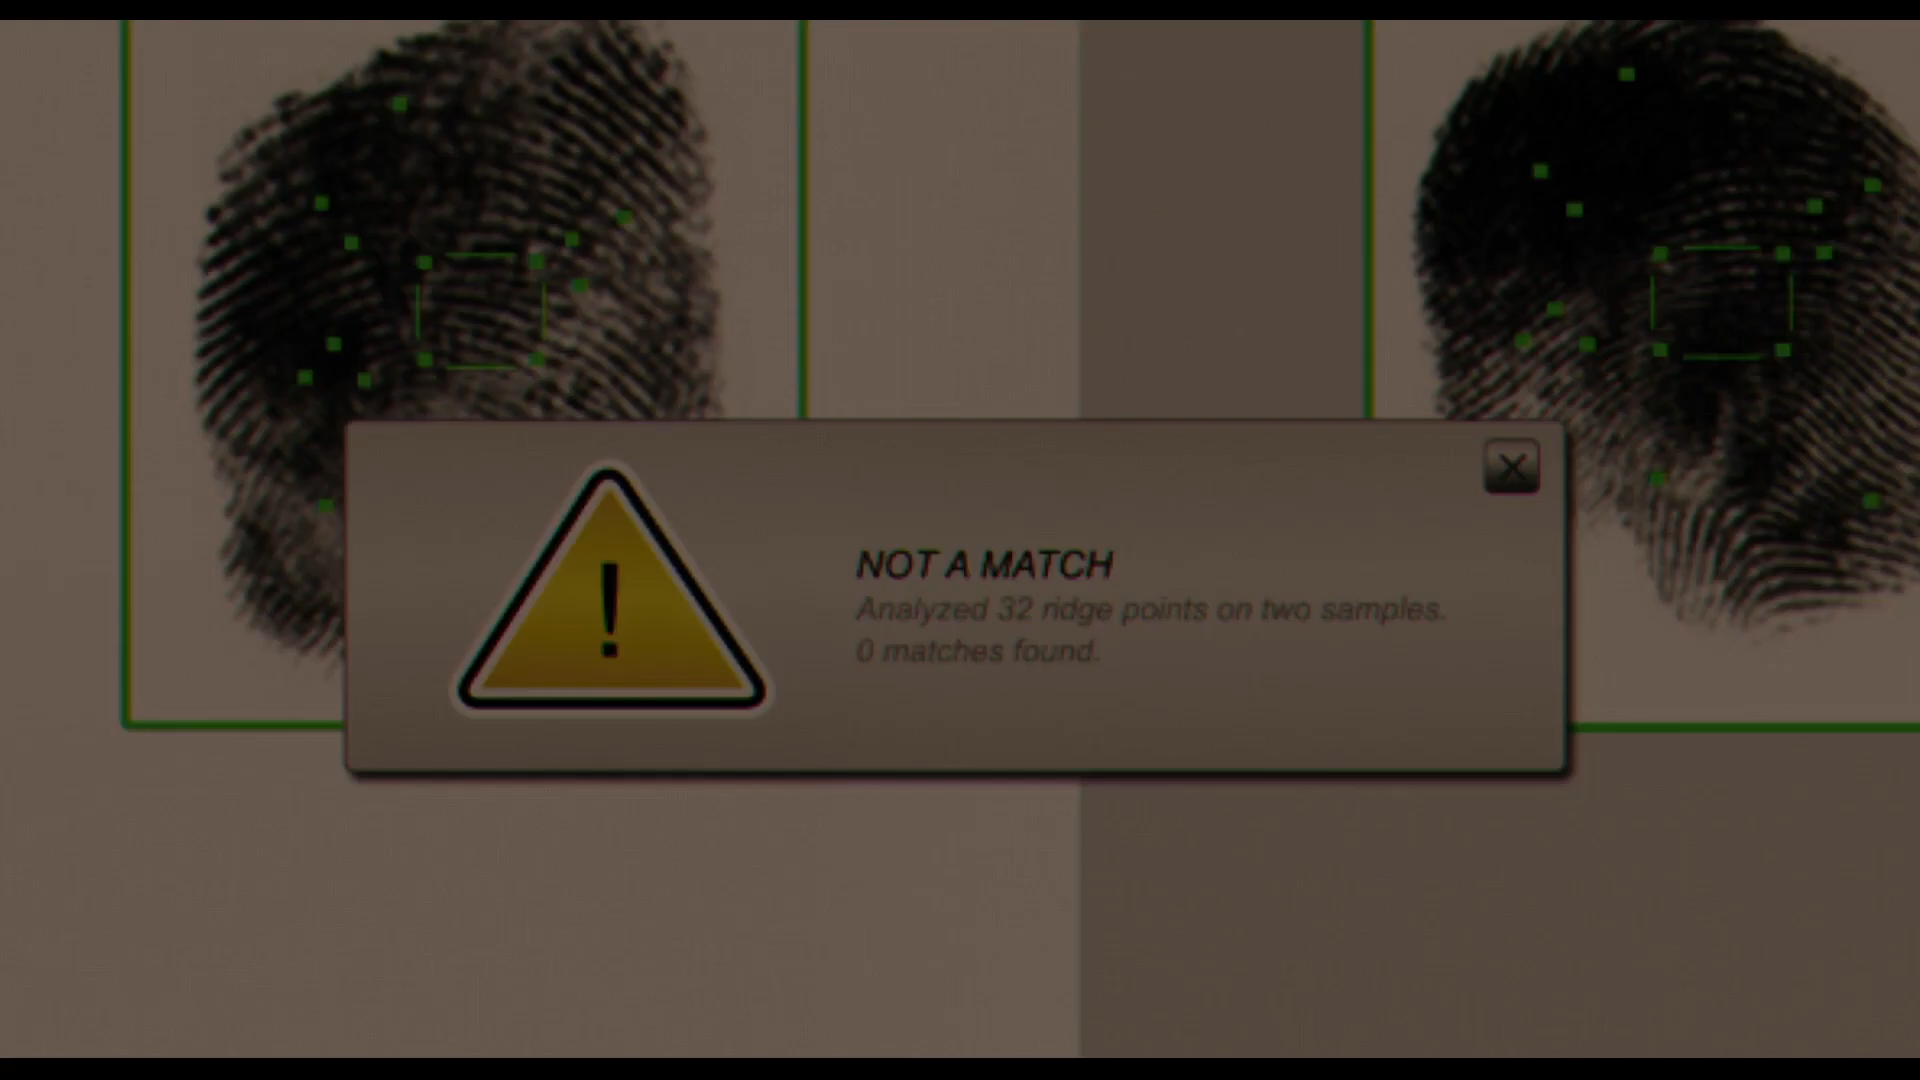 NOT A MATCH
Analyzed 32 ridge points on two samples.
0 matches found.